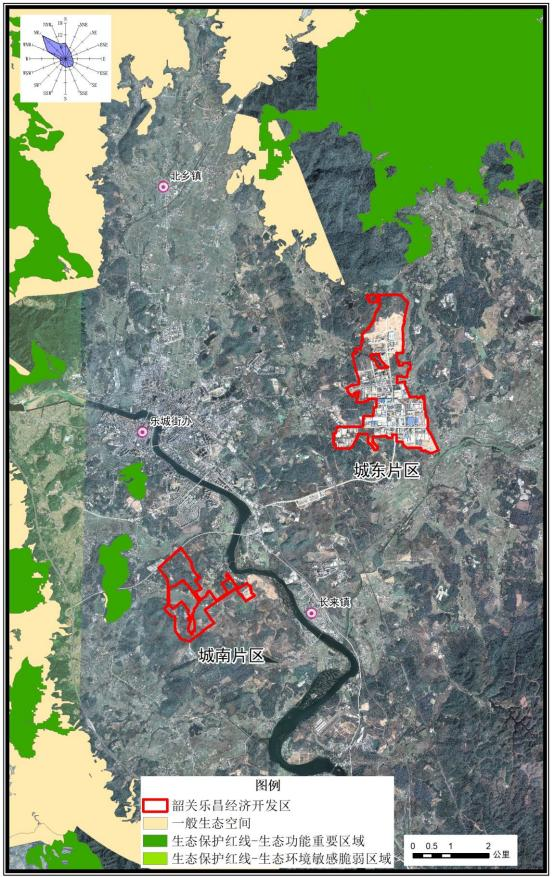 N
北乡镇
乐城街办
城东片区
长来镇
城南片区
图例
韶关乐昌经济开发区
一般生态空间
生态保护红线-生态功能重要区域
生态保护红线-生态环境敏感脆弱区域
0 0.5 1 2
公里